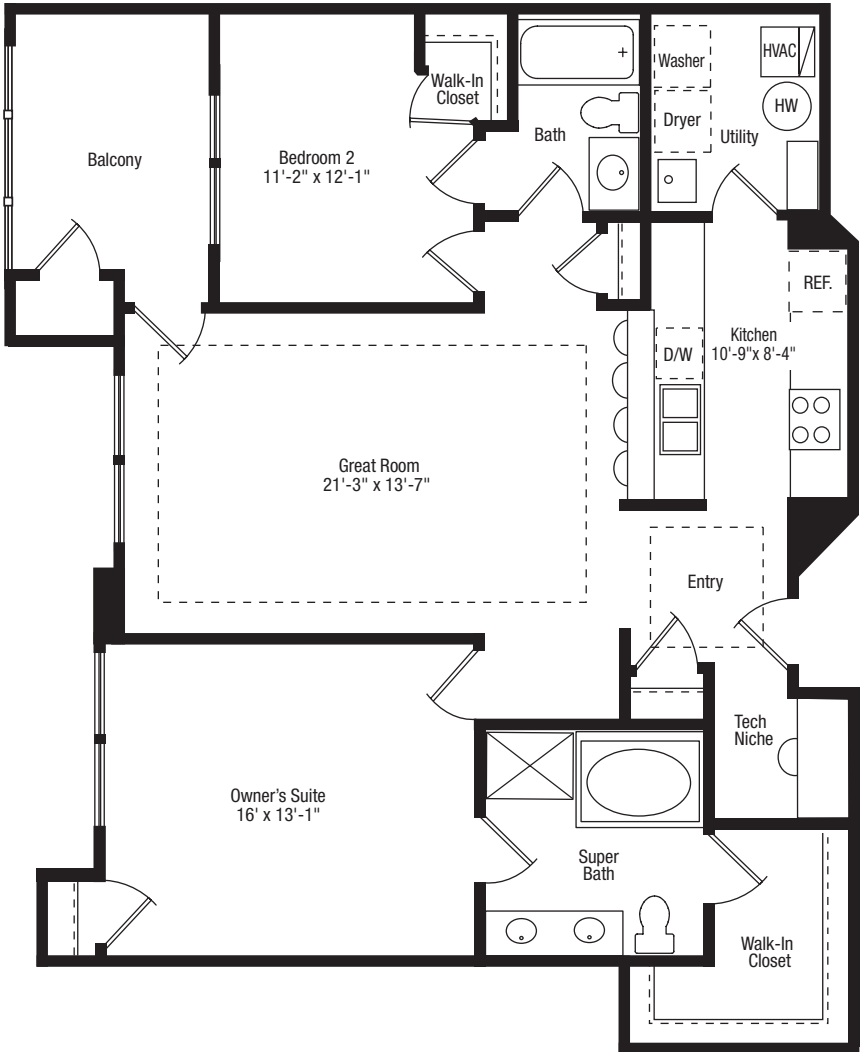 Balcony
Bedroom 2
11'-2" x 12'-1"
Walk-In
Closet
Bath
Washer
Dryer
HVAC
HW
Utility
REF.
Kitchen
10'-9"x 8'-4"
D/W
Great Room
21'-3" x 13'-7"
Entry
Tech
Niche
Owner's Suite
16' x 13'-1"
Super
Bath
Walk-In
Closet